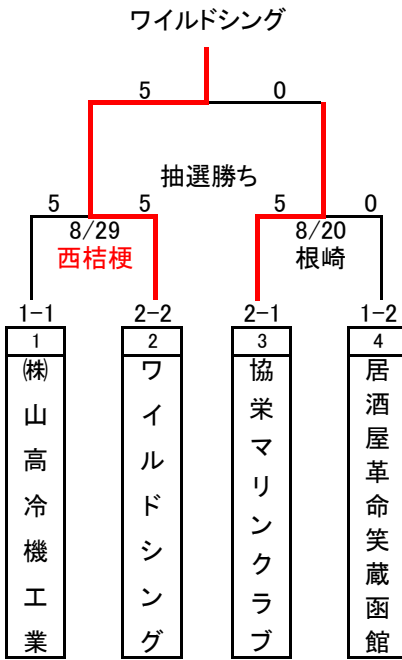 ワイルドシング
5 0
抽選勝ち
5 5 5 0
8/29 8/20
西桔梗 根崎
1-1 2-2 2-1 1-2
1 2 3 4
㈱山高冷機工業
ワイルドシング
協栄マリンクラブ
居酒屋革命笑蔵函館